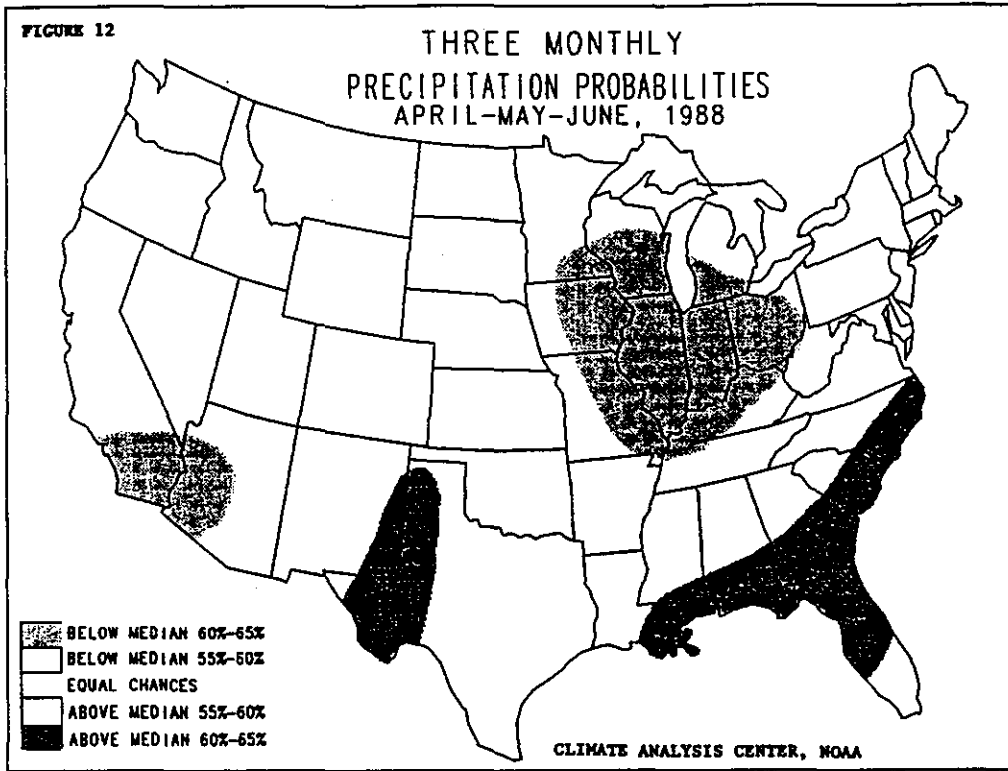 FIGURE 12
THREE MONTHLY
PRECIPITATION PROBABILITIES
APRIL-MAY-JUNE, 1988
BELOW MEDIAN 60%-65%
BELOW MEDIAN 55%-60%
EQUAL CHANCES
ABOVE MEDIAN 55%-60%
ABOVE MEDIAN 60%-65%
CLIMATE ANALYSIS CENTER, NOAA